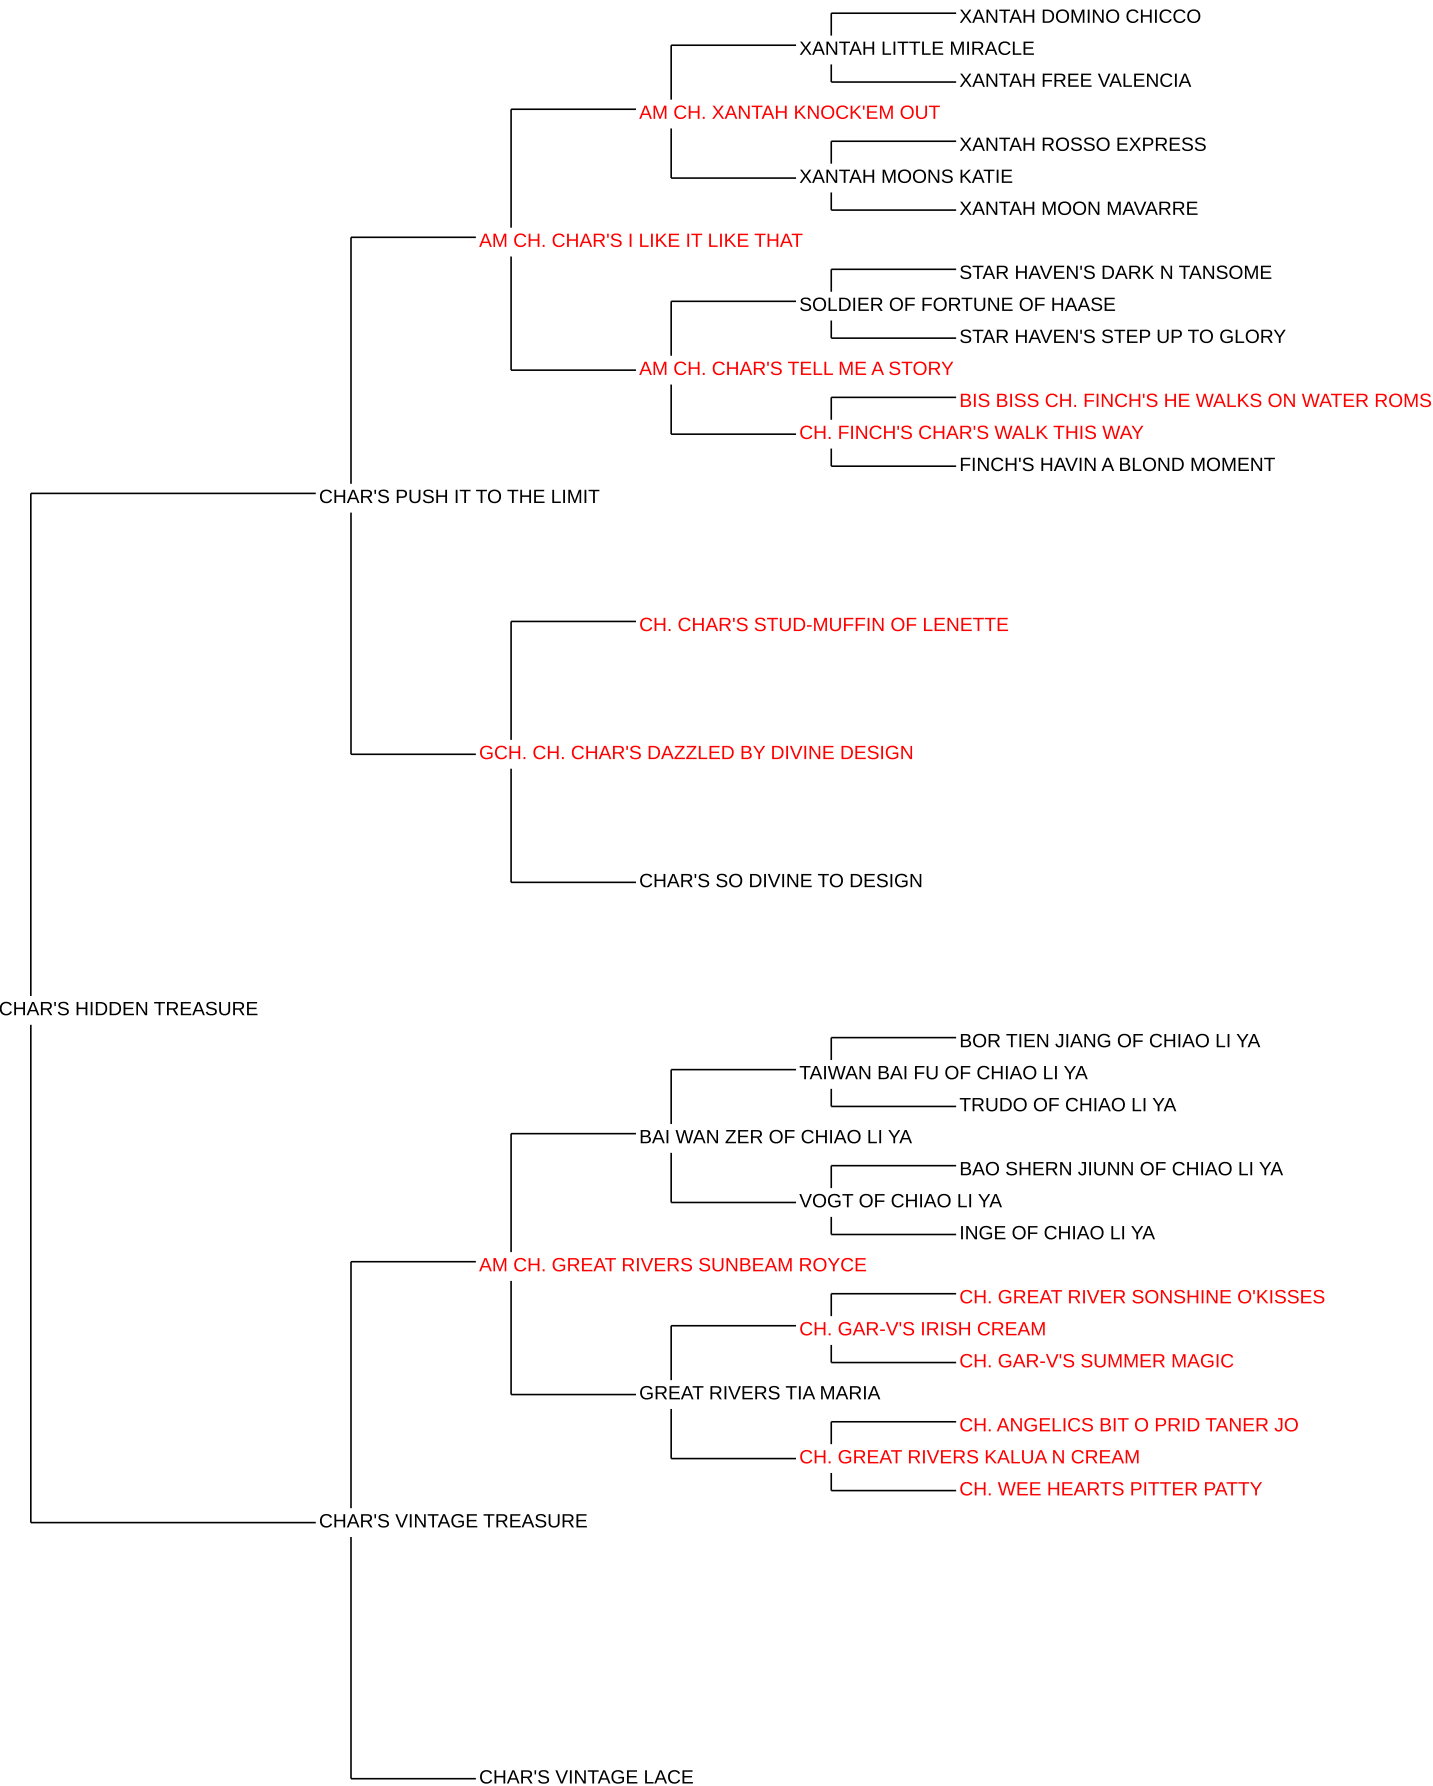 XANTAH DOMINO CHICCO
XANTAH LITTLE MIRACLE
XANTAH FREE VALENCIA
AM CH. XANTAH KNOCK'EM OUT
XANTAH ROSSO EXPRESS
XANTAH MOONS KATIE
XANTAH MOON MAVARRE
AM CH. CHAR'S I LIKE IT LIKE THAT
STAR HAVEN'S DARK N TANSOME
SOLDIER OF FORTUNE OF HAASE
STAR HAVEN'S STEP UP TO GLORY
AM CH. CHAR'S TELL ME A STORY
BIS BISS CH. FINCH'S HE WALKS ON WATER ROMS
CH. FINCH'S CHAR'S WALK THIS WAY
FINCH'S HAVIN A BLOND MOMENT
CHAR'S PUSH IT TO THE LIMIT
CH. CHAR'S STUD-MUFFIN OF LENETTE
GCH. CH. CHAR'S DAZZLED BY DIVINE DESIGN
CHAR'S SO DIVINE TO DESIGN
CHAR'S HIDDEN TREASURE
BOR TIEN JIANG OF CHIAO LI YA
TAIWAN BAI FU OF CHIAO LI YA
TRUDO OF CHIAO LI YA
BAI WAN ZER OF CHIAO LI YA
BAO SHERN JIUNN OF CHIAO LI YA
VOGT OF CHIAO LI YA
INGE OF CHIAO LI YA
AM CH. GREAT RIVERS SUNBEAM ROYCE
CH. GREAT RIVER SONSHINE O'KISSES
CH. GAR-V'S IRISH CREAM
CH. GAR-V'S SUMMER MAGIC
GREAT RIVERS TIA MARIA
CH. ANGELICS BIT O PRID TANER JO
CH. GREAT RIVERS KALUA N CREAM
CH. WEE HEARTS PITTER PATTY
CHAR'S VINTAGE TREASURE
CHAR'S VINTAGE LACE